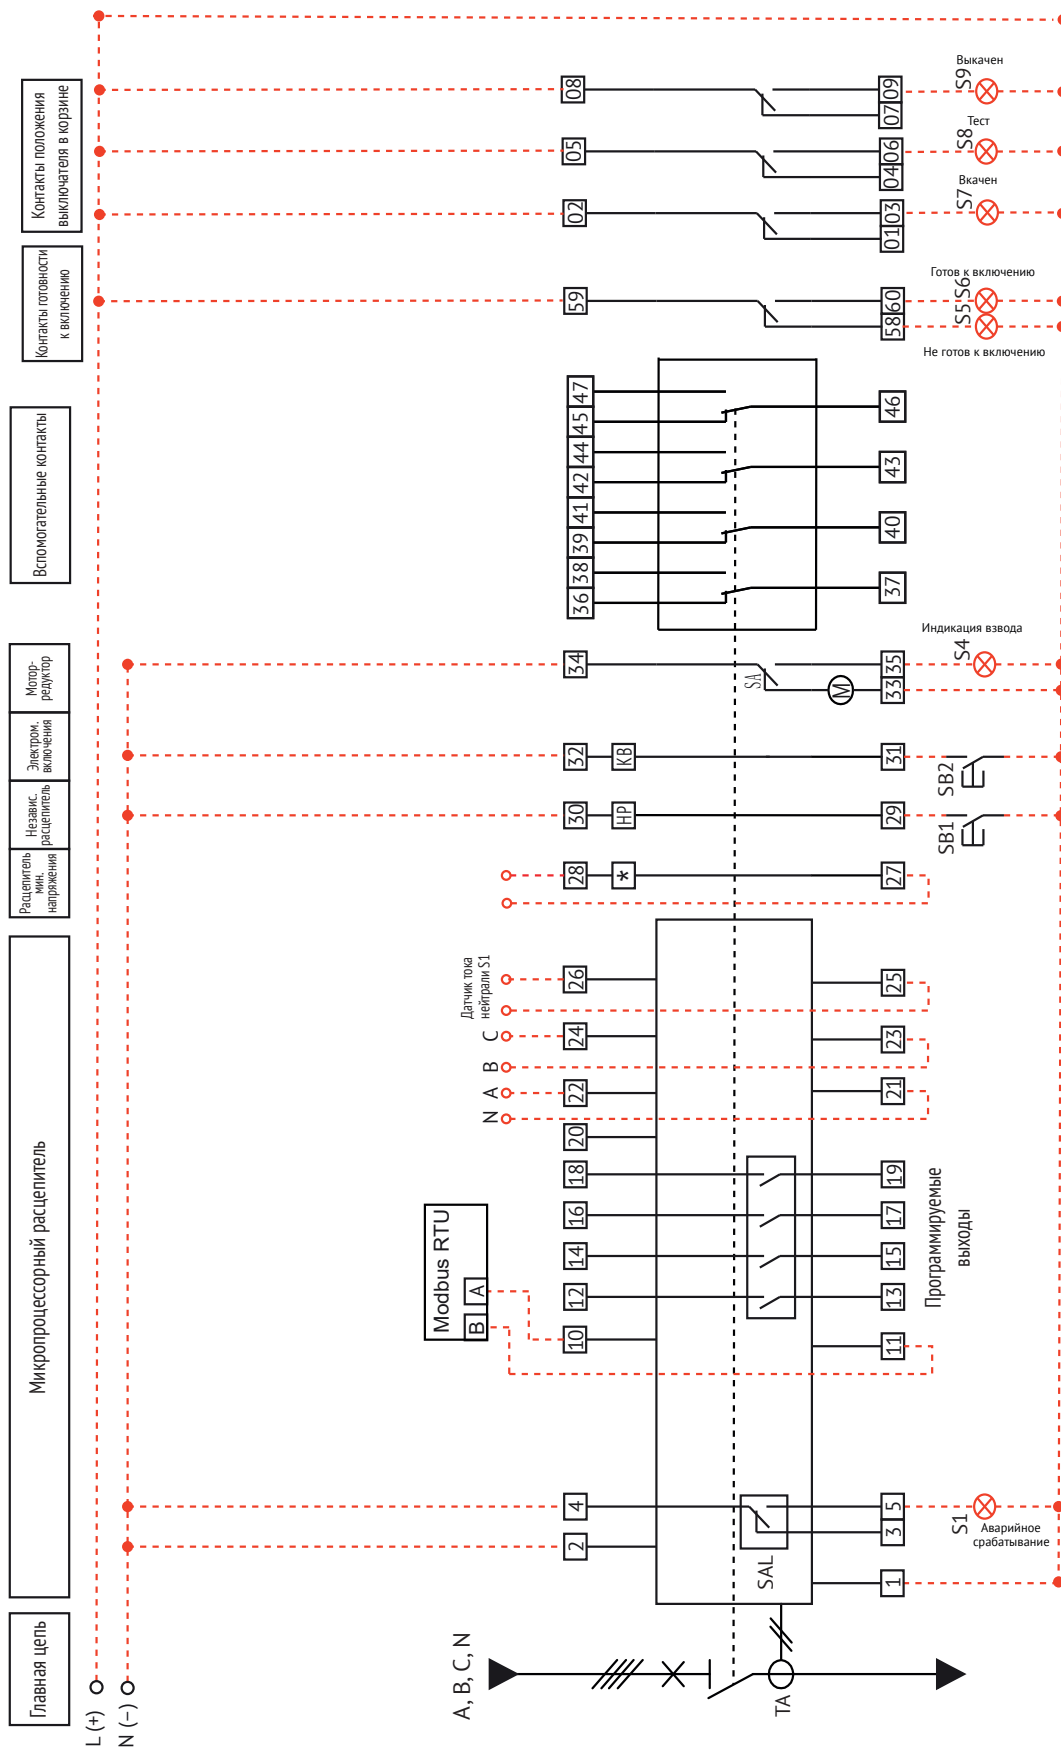 Главная цепь
Микропроцессорный расцепитель
Расцепитель
мин.
напряжения
Независ.
расцепитель
Электром.
включения
Мотор-
редуктор
Вспомогательные контакты
Контакты готовности
к включению
Контакты положения
выключателя в корзине
L (+)
N (−)
A, B, C, N
Modbus RTU
B
A
N
A
B
C
Датчик тока
нейтрали S1
2
4
10
12
14
16
18
20
22
24
26
28
30
32
34
36
38
39
41
42
44
45
47
59
02
05
08
*
НР
КВ
SA
M
SAL
TA
1
3
5
11
13
15
17
19
21
23
25
27
29
31
33
35
37
40
43
46
58
60
01
03
04
06
07
09
Программируемые
выходы
S1
Аварийное
срабатывание
SB1
SB2
S4
Индикация взвода
S5
S6
Готов к включению
Не готов к включению
S7
Вкачен
S8
Тест
S9
Выкачен